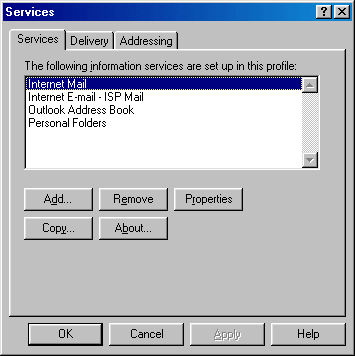 Services
Services Delivery Addressing
The following information services are set up in this profile:
Internet Mail
Internet E-mail - ISP Mail
Outlook Address Book
Personal Folders
Add... Remove Properties
Copy... About...
OK Cancel Apply Help